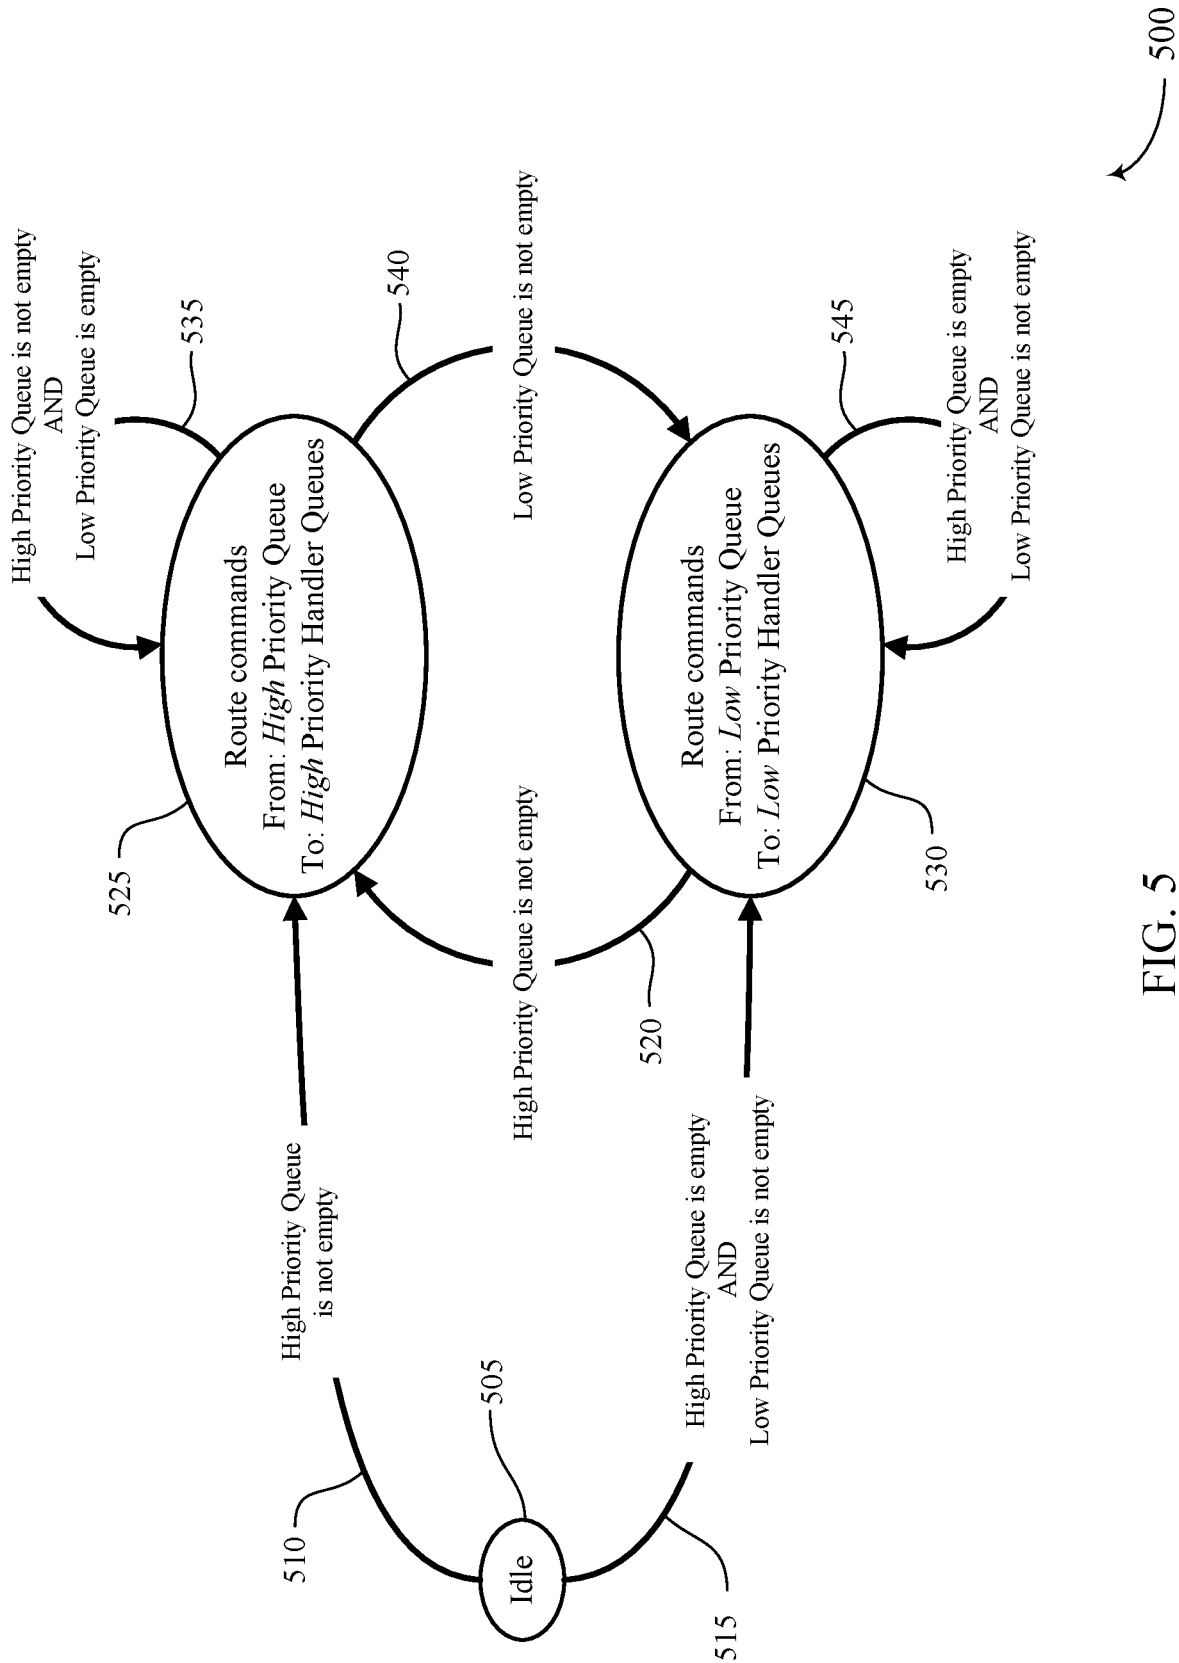 510
High Priority Queue
is not empty
Idle
505
515
High Priority Queue is empty
AND
Low Priority Queue is not empty
525
Route commands
From: High Priority Queue
To: High Priority Handler Queues
High Priority Queue is not empty
AND
Low Priority Queue is empty
535
540
Low Priority Queue is not empty
High Priority Queue is not empty
520
Route commands
From: Low Priority Queue
To: Low Priority Handler Queues
530
545
High Priority Queue is empty
AND
Low Priority Queue is not empty
500
FIG. 5